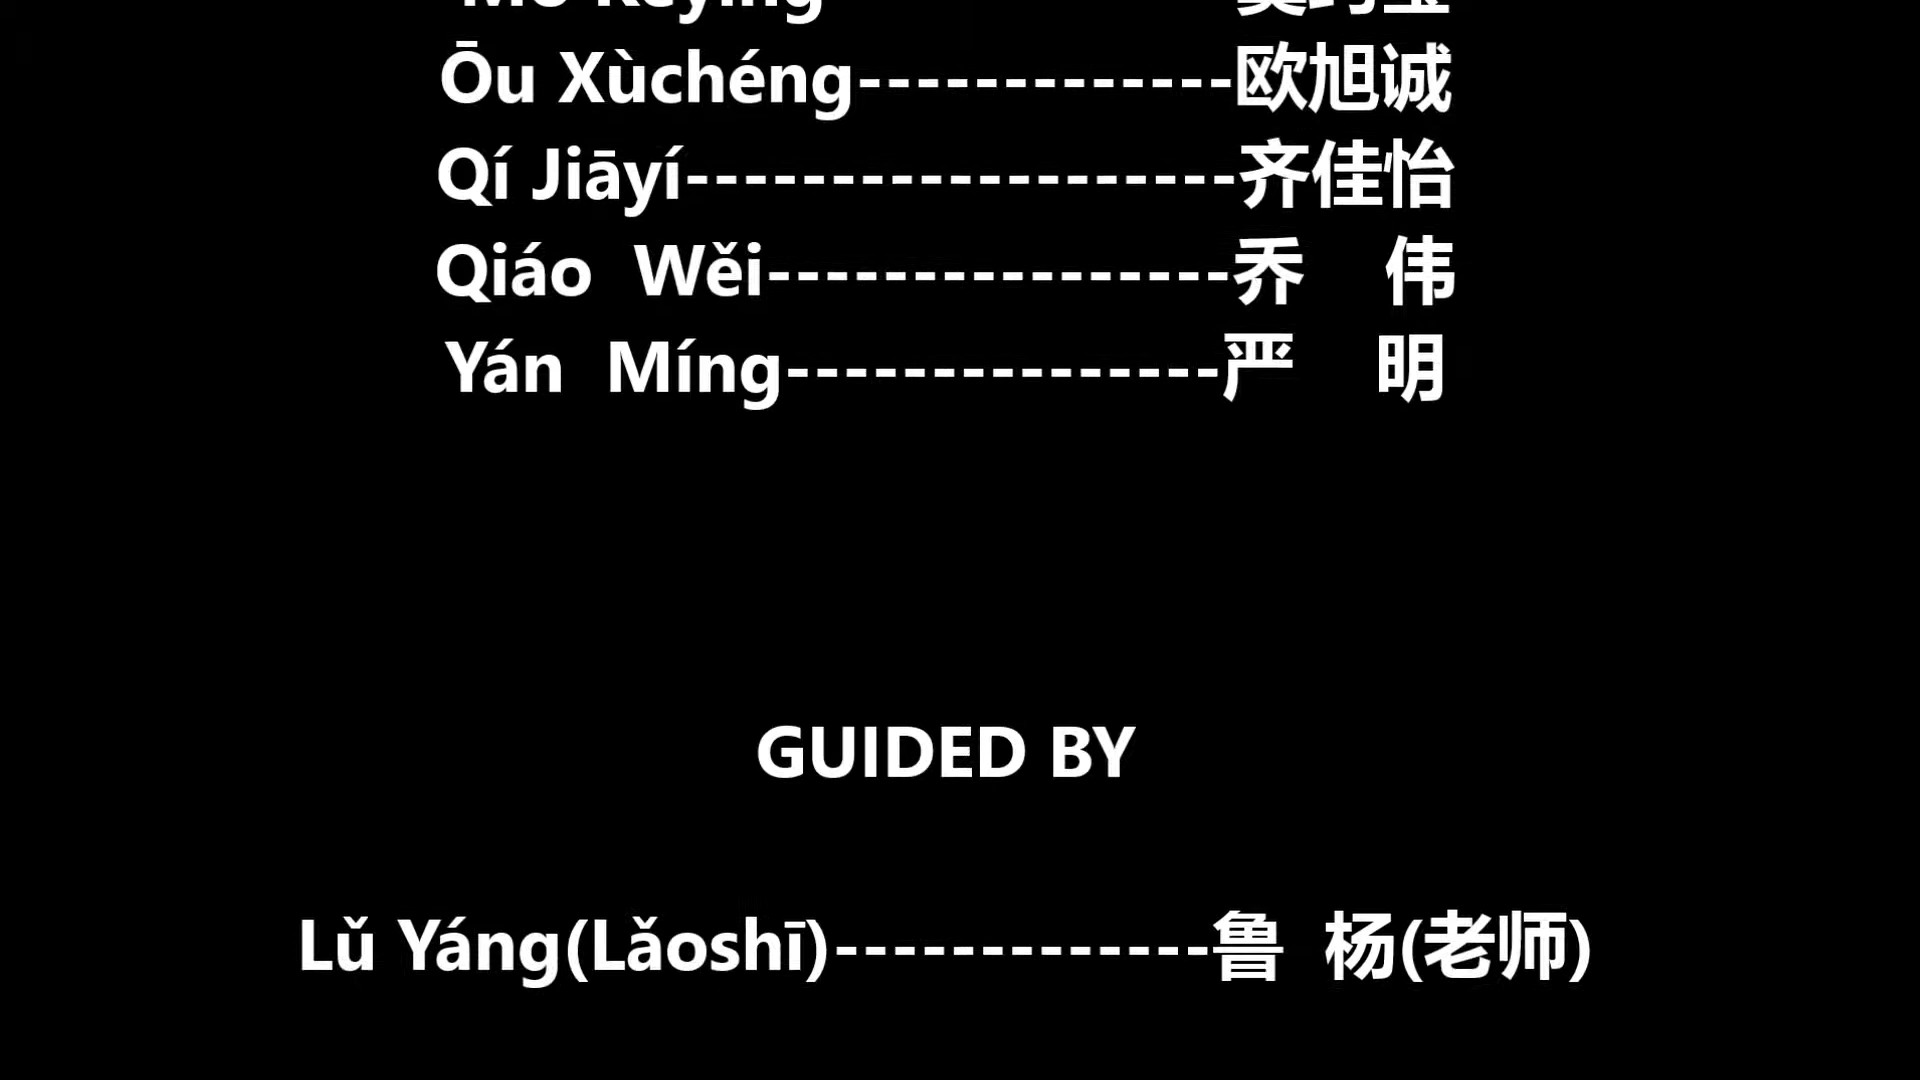 Ōu Xùchéng-------------欧旭诚
Qí Jiāyí-------------------齐佳怡
Qiáo  Wěi----------------乔    伟
Yán  Míng---------------严    明
GUIDED BY
Lǔ Yáng(Lǎoshī)-------------鲁  杨(老师)